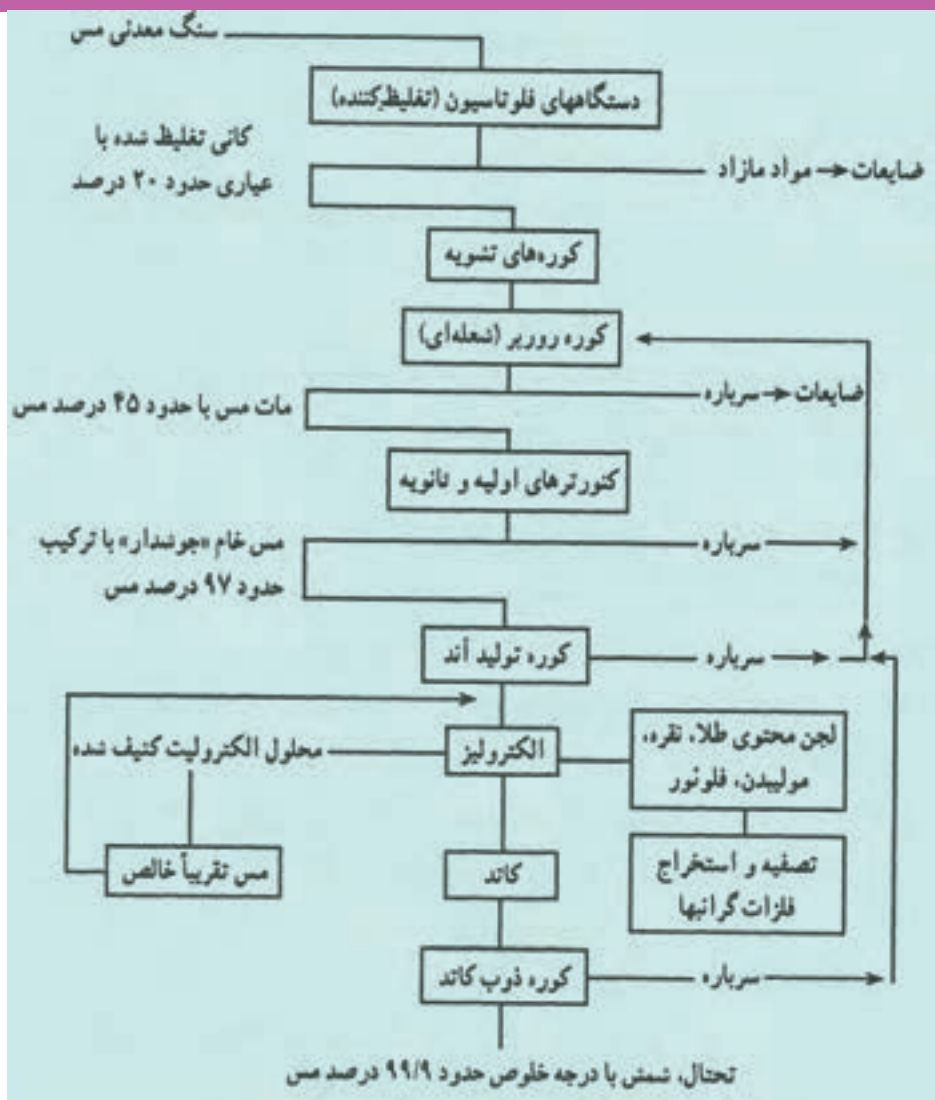 سنگ معدنی مس
دستگاههای فلوتاسیون (تغلیظ‌کننده)
کانی تغلیظ شده با
عیاری حدود ۲۰ درصد
مواد مازاد → ضایعات
کوره‌های تشویه
کوره روربر (شعله‌ای)
سرباره → ضایعات
مات مس با حدود ۴۵ درصد مس
کنورترهای اولیه و ثانویه
مس خام «جوشدار» با ترکیب
حدود ۹۷ درصد مس
سرباره
کوره تولید آند
سرباره
الکترولیز
محلول الکترولیت کثیف شده
لجن محتوی طلا، نقره،
مولیبدن، فلوئور
مس تقریباً خالص
کاتد
تصفیه و استخراج
فلزات گرانبها
کوره ذوب کاتد
سرباره
تختال، شمش با درجه خلوص حدود ۹۹/۹ درصد مس